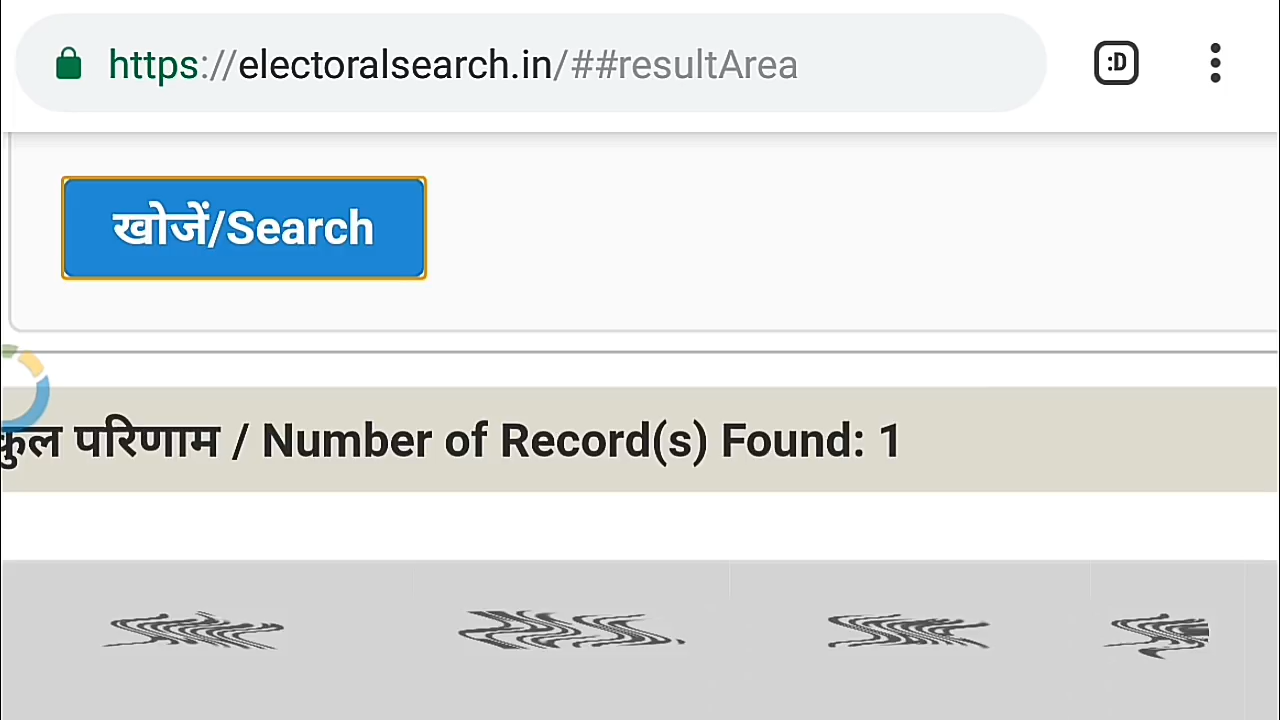 https://electoralsearch.in/##resultArea
:D
खोजें/Search
कुल परिणाम / Number of Record(s) Found: 1